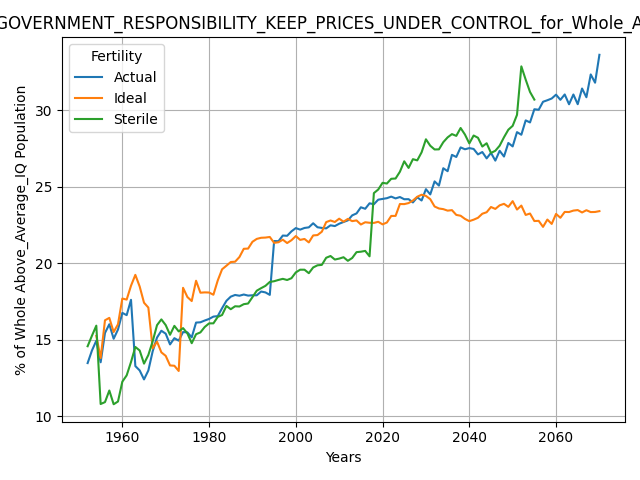 GOVERNMENT_RESPONSIBILITY_KEEP_PRICES_UNDER_CONTROL_for_Whole_A
Fertility
Actual
Ideal
Sterile
% of Whole Above_Average_IQ Population
30
25
20
15
10
1960 1980 2000 2020 2040 2060
Years